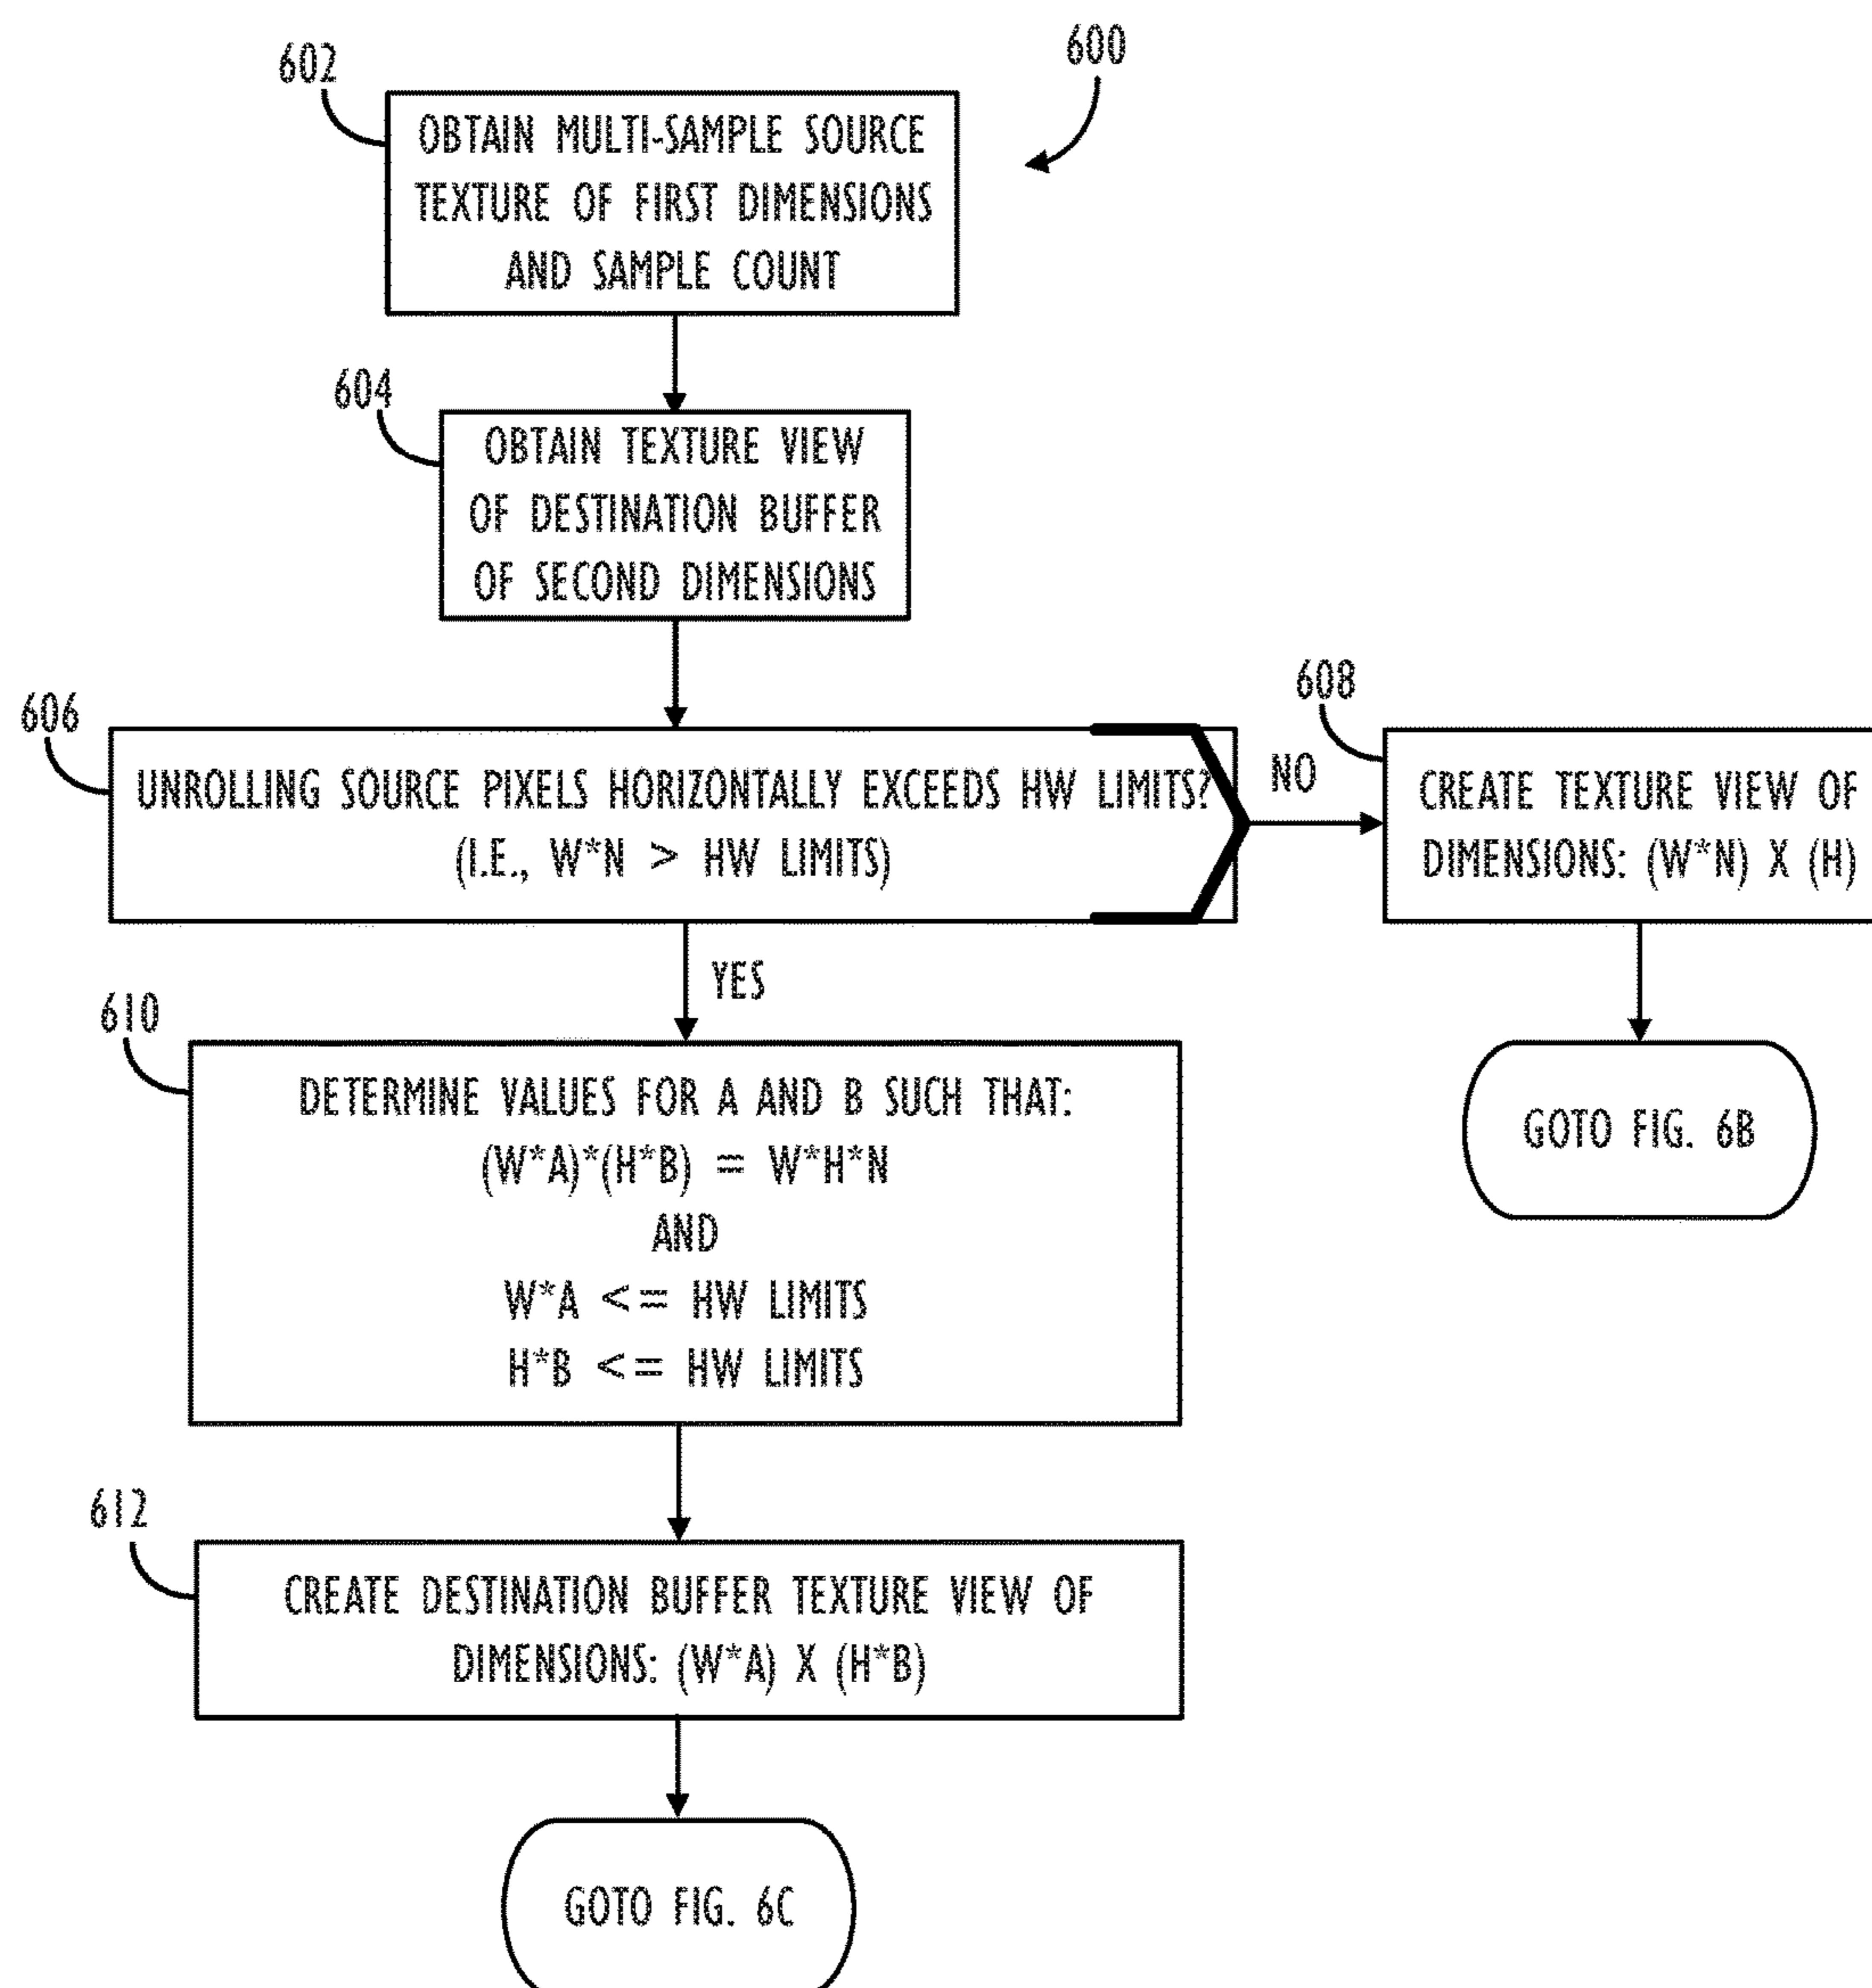 600
602
OBTAIN MULTI-SAMPLE SOURCE
TEXTURE OF FIRST DIMENSIONS
AND SAMPLE COUNT
604
OBTAIN TEXTURE VIEW
OF DESTINATION BUFFER
OF SECOND DIMENSIONS
606
UNROLLING SOURCE PIXELS HORIZONTALLY EXCEEDS HW LIMITS?
(I.E., W*N > HW LIMITS)
NO
608
CREATE TEXTURE VIEW OF
DIMENSIONS: (W*N) X (H)
GOTO FIG. 6B
YES
610
DETERMINE VALUES FOR A AND B SUCH THAT:
(W*A)*(H*B) = W*H*N
AND
W*A <= HW LIMITS
H*B <= HW LIMITS
612
CREATE DESTINATION BUFFER TEXTURE VIEW OF
DIMENSIONS: (W*A) X (H*B)
GOTO FIG. 6C